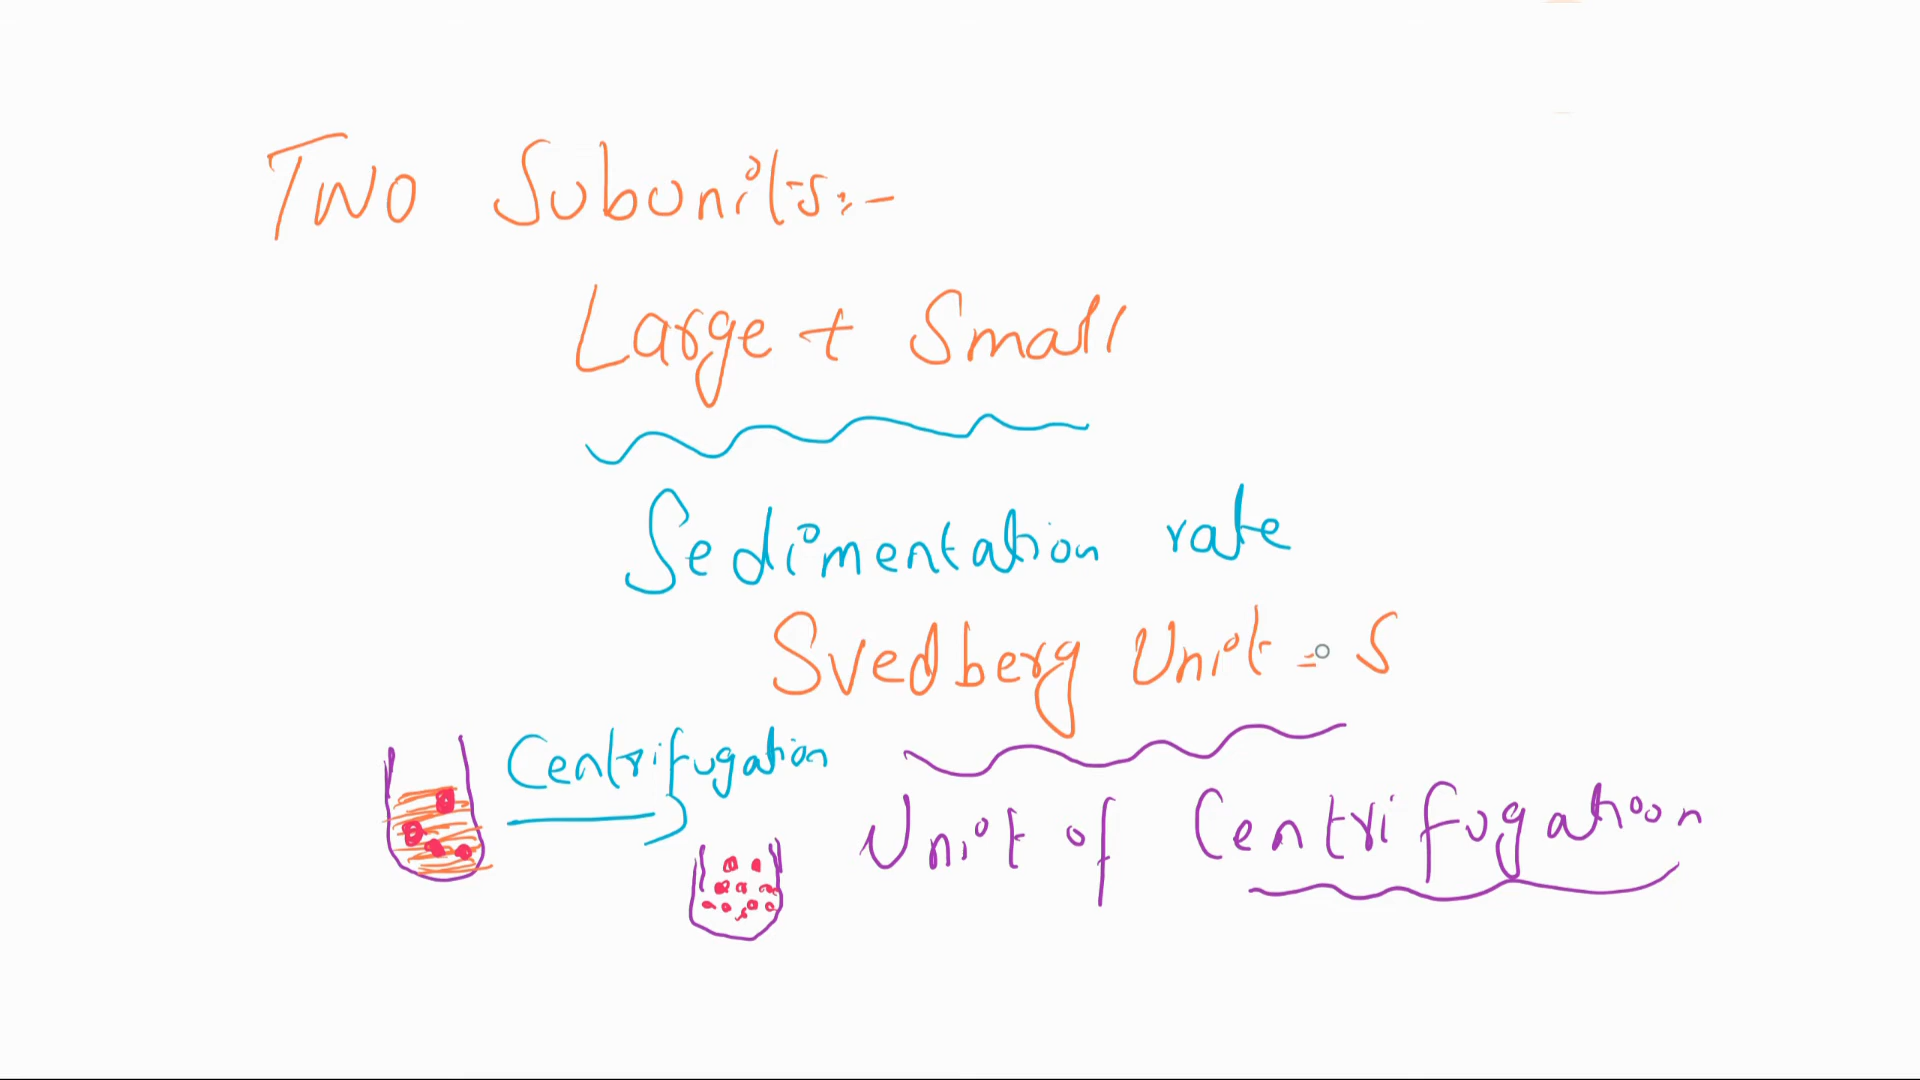 Two Subunits:-
Large + Small
Sedimentation rate
Svedberg Unit = S
Centrifugation
Unit of Centrifugation